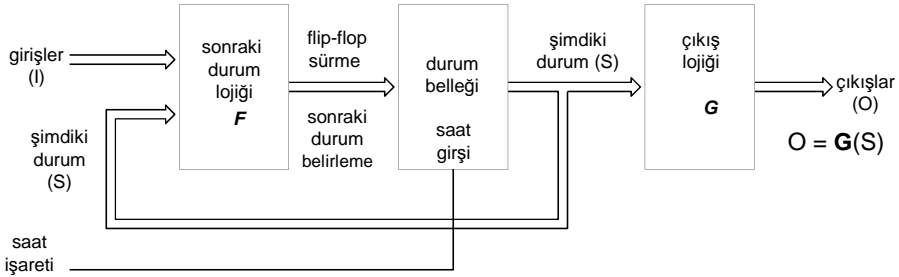 girişler
(I)
şimdiki
durum
(S)
saat
işareti
sonraki
durum
lojiği
F
flip-flop
sürme
sonraki
durum
belirleme
durum
belleği
saat
girşi
şimdiki
durum (S)
çıkış
lojiği
G
çıkışlar
(O)
O = G(S)